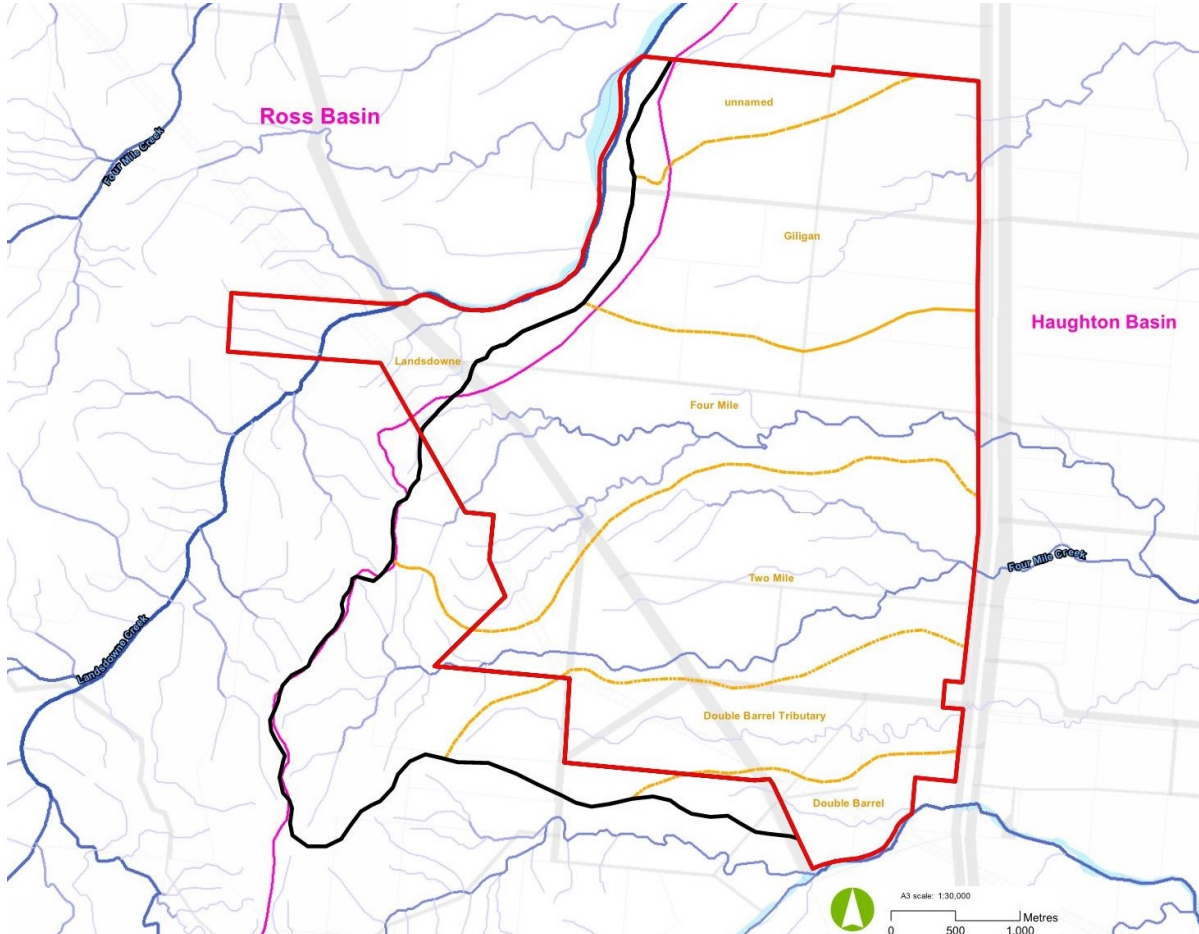 unnamed
Ross Basin
Four Mile Creek
Giligan
Haughton Basin
Landsdowne
Four Mile
Four Mile Creek
Two Mile
Landsdowne Creek
Double Barrel Tributary
Double Barrel
A3 scale: 1:30,000
Metres
0 500 1,000